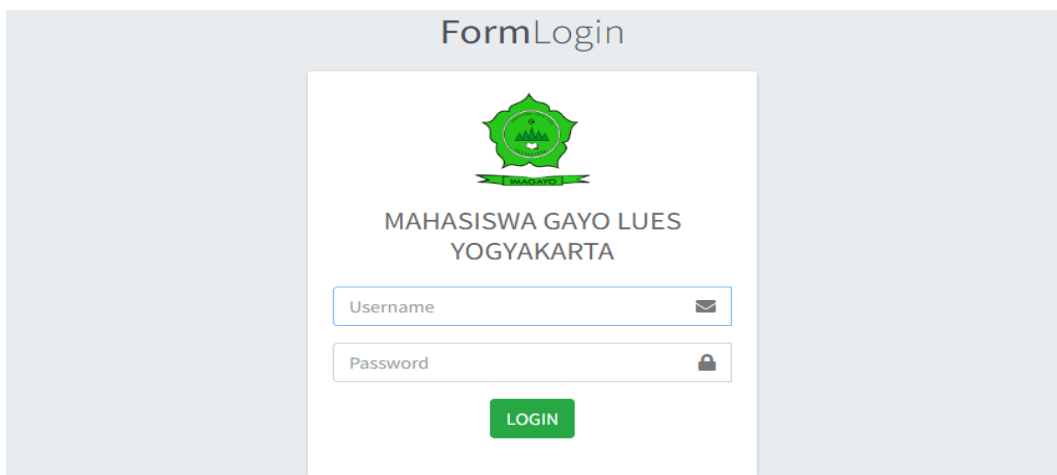 FormLogin
IMAGAYO
MAHASISWA GAYO LUES
YOGYAKARTA
Username
Password
LOGIN